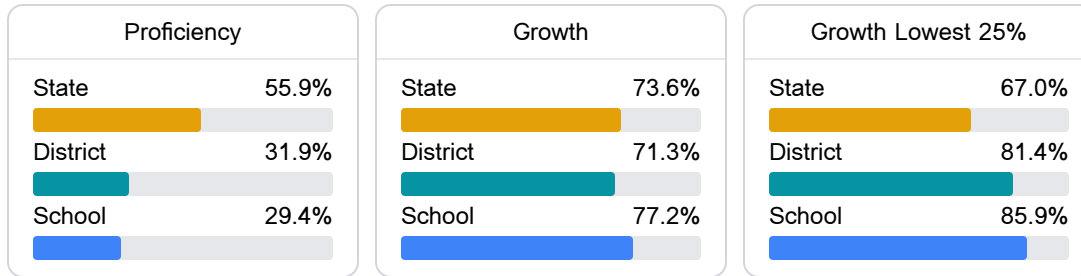 Proficiency
State 55.9%
District 31.9%
School 29.4%
Growth
State 73.6%
District 71.3%
School 77.2%
Growth Lowest 25%
State 67.0%
District 81.4%
School 85.9%